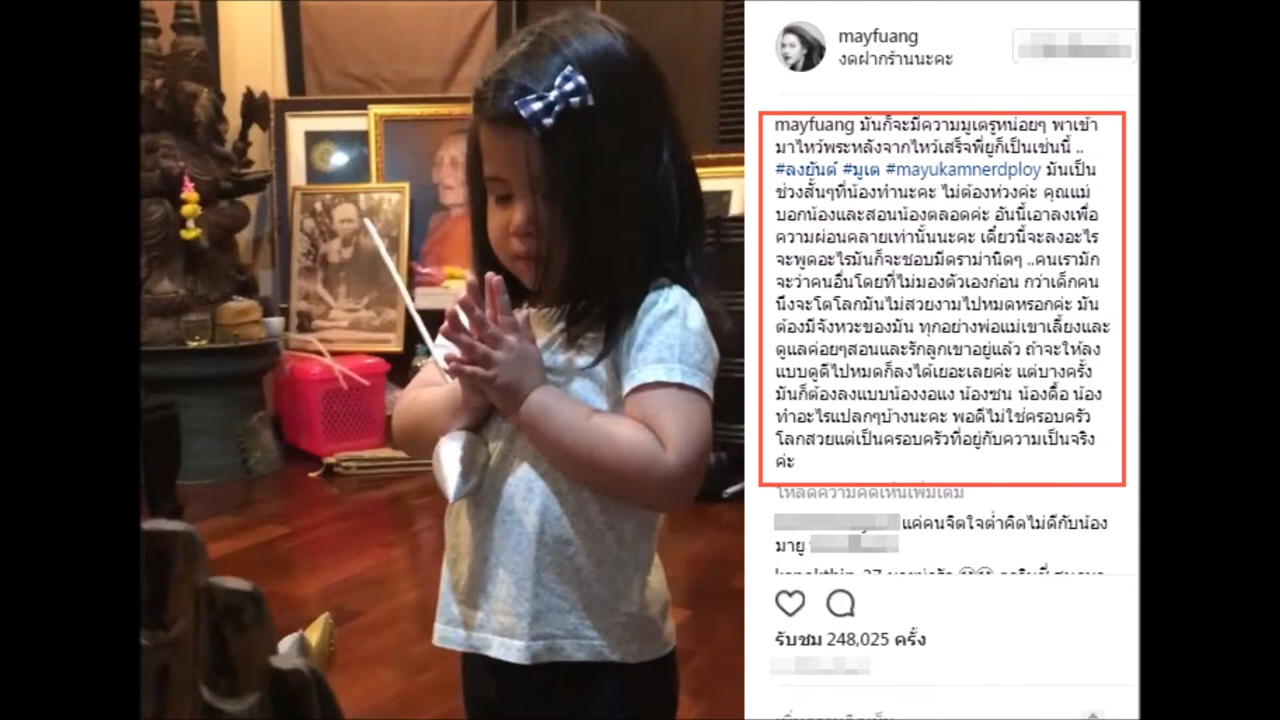 mayfuang
งดฝากร้านนะคะ
mayfuang มันก็จะมีความมูเตรูหน่อยๆ พาเข้า
มาไหว้พระหลังจากไหว้เสร็จพี่ยูก็เป็นเช่นนี้ ..
#ลงยันต์ #มูเต #mayukamnerdploy มันเป็น
ช่วงสั้นๆที่น้องทำนะคะ ไม่ต้องห่วงค่ะ คุณแม่
บอกน้องและสอนน้องตลอดค่ะ อันนี้เอาลงเพื่อ
ความผ่อนคลายเท่านั้นนะคะ เดี๋ยวนี้จะลงอะไร
จะพูดอะไรมันก็จะชอบมีดราม่านิดๆ ..คนเรามัก
จะว่าคนอื่นโดยที่ไม่มองตัวเองก่อน กว่าเด็กคน
นึงจะโตโลกมันไม่สวยงามไปหมดหรอกค่ะ มัน
ต้องมีจังหวะของมัน ทุกอย่างพ่อแม่เขาเลี้ยงและ
ดูแลค่อยๆสอนและรักลูกเขาอยู่แล้ว ถ้าจะให้ลง
แบบดูดีไปหมดก็ลงได้เยอะเลยค่ะ แต่บางครั้ง
มันก็ต้องลงแบบน้องงอแง น้องซน น้องดื้อ น้อง
ทำอะไรแปลกๆบ้างนะคะ พอดีไม่ใช่ครอบครัว
โลกสวยแต่เป็นครอบครัวที่อยู่กับความเป็นจริง
ค่ะ
โหลดความคิดเห็นเพิ่มเติม
แค่คนจิตใจต่ำคิดไม่ดีกับน้อง
มายู
รับชม 248,025 ครั้ง